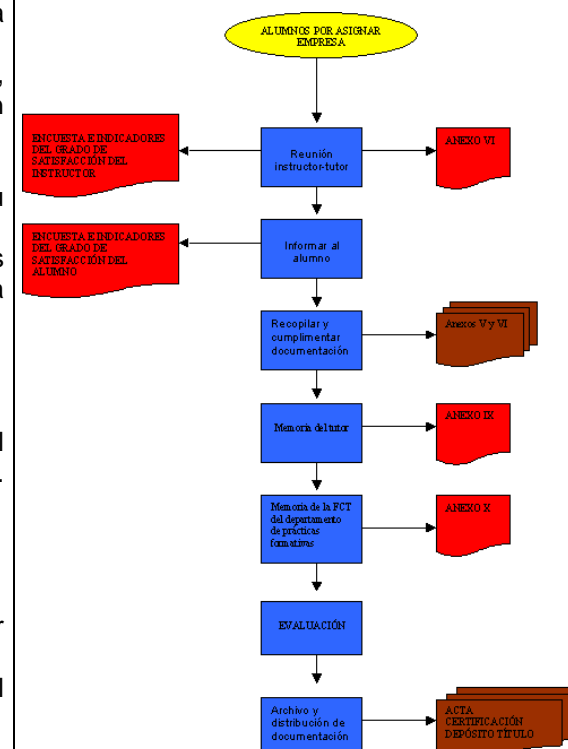 ALUMNOS POR ASIGNAR
EMPRESA
ENCUESTA E INDICADORES
DEL GRADO DE
SATISFACCIÓN DEL
INSTRUCTOR
Reunión
instructor-tutor
ANEXO VI
ENCUESTA E INDICADORES
DEL GRADO DE
SATISFACCIÓN DEL
ALUMNO
Informar al
alumno
Recopilar y
cumplimentar
documentación
Anexos V y VI
Memoria del tutor
ANEXO IX
Memoria de la FCT
del departamento
de prácticas
formativas
ANEXO X
EVALUACIÓN
Archivo y
distribución de
documentación
ACTA
CERTIFICACIÓN
DEPÓSITO TÍTULO